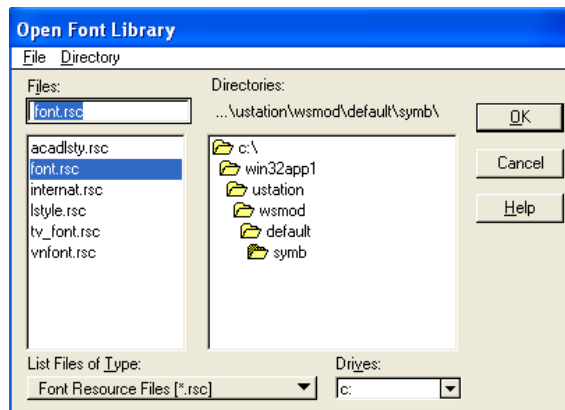 Open Font Library
File Directory
Files:
font.rsc
acadlsty.rsc
font.rsc
internat.rsc
lstyle.rsc
tv_font.rsc
vnfont.rsc
List Files of Type:
Font Resource Files [*.rsc]
Directories:
...\ustation\wsmod\default\symb\
c:\
win32app1
ustation
wsmod
default
symb
Drives:
c:
OK
Cancel
Help